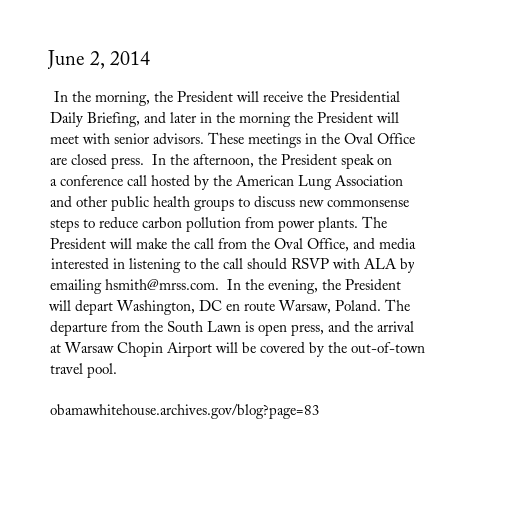 June 2, 2014
In the morning, the President will receive the Presidential
Daily Briefing, and later in the morning the President will
meet with senior advisors. These meetings in the Oval Office
are closed press.  In the afternoon, the President speak on
a conference call hosted by the American Lung Association
and other public health groups to discuss new commonsense
steps to reduce carbon pollution from power plants. The
President will make the call from the Oval Office, and media
interested in listening to the call should RSVP with ALA by
emailing hsmith@mrss.com.  In the evening, the President
will depart Washington, DC en route Warsaw, Poland. The
departure from the South Lawn is open press, and the arrival
at Warsaw Chopin Airport will be covered by the out-of-town
travel pool.
obamawhitehouse.archives.gov/blog?page=83